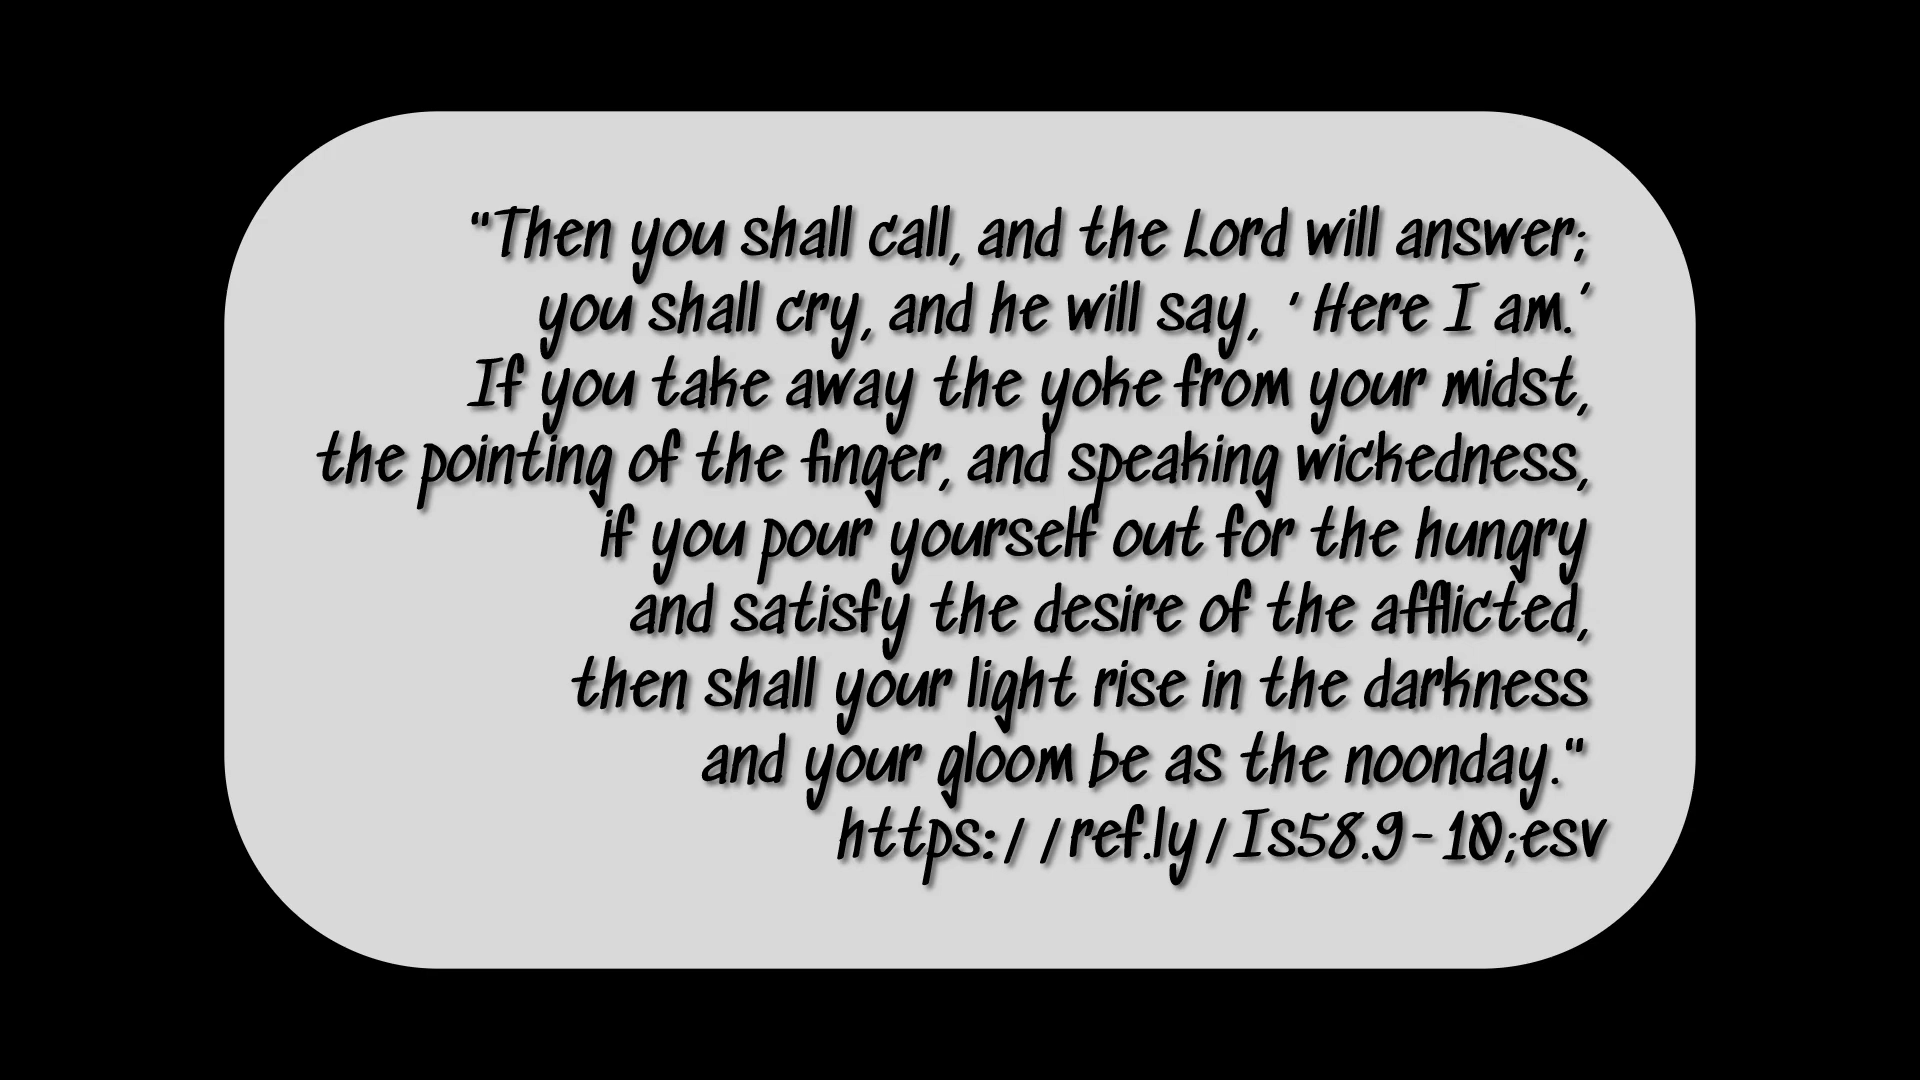 "Then you shall call, and the Lord will answer;
you shall cry, and he will say, 'Here I am.'
If you take away the yoke from your midst,
the pointing of the finger, and speaking wickedness,
if you pour yourself out for the hungry
and satisfy the desire of the afflicted,
then shall your light rise in the darkness
and your gloom be as the noonday."
https://ref.ly/Is58.9-10;esv